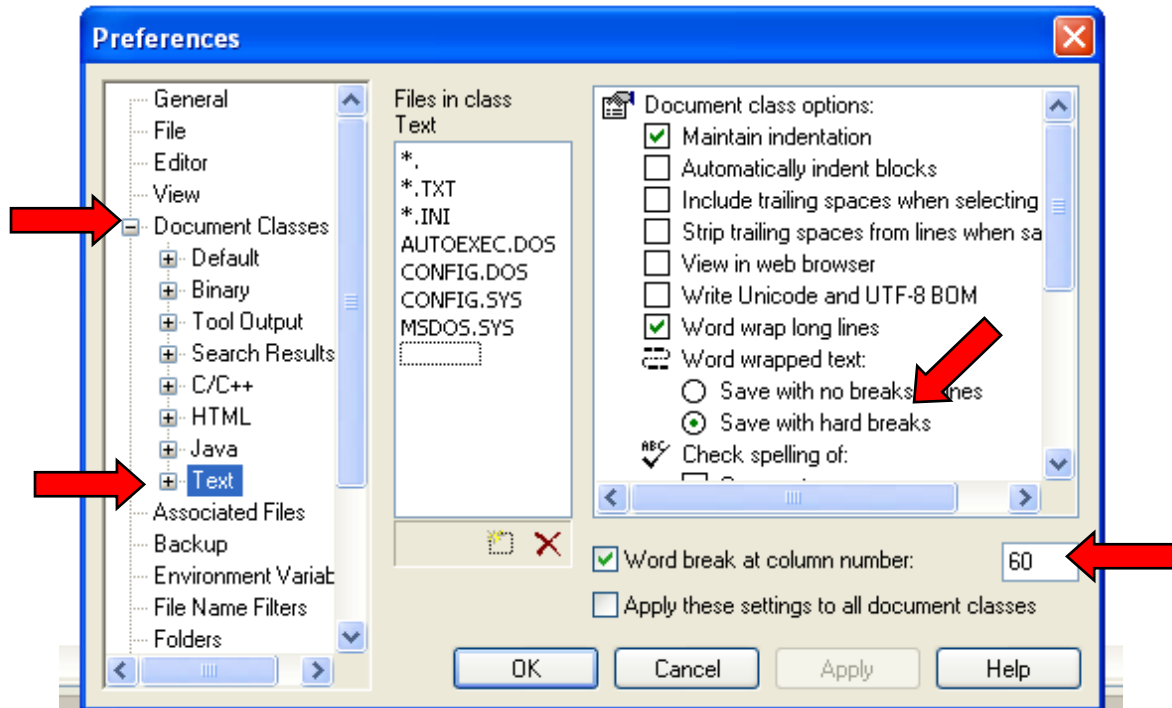 Preferences
General
File
Editor
View
Document Classes
Default
Binary
Tool Output
Search Results
C/C++
HTML
Java
Text
Associated Files
Backup
Environment Variab
File Name Filters
Folders
Files in class
Text
*.
*.TXT
*.INI
AUTOEXEC.DOS
CONFIG.DOS
CONFIG.SYS
MSDOS.SYS
Document class options:
Maintain indentation
Automatically indent blocks
Include trailing spaces when selecting
Strip trailing spaces from lines when sa
View in web browser
Write Unicode and UTF-8 BOM
Word wrap long lines
Word wrapped text:
Save with no breaks
Save with hard breaks
ABC Check spelling of:
Word break at column number: 60
Apply these settings to all document classes
OK Cancel Apply Help